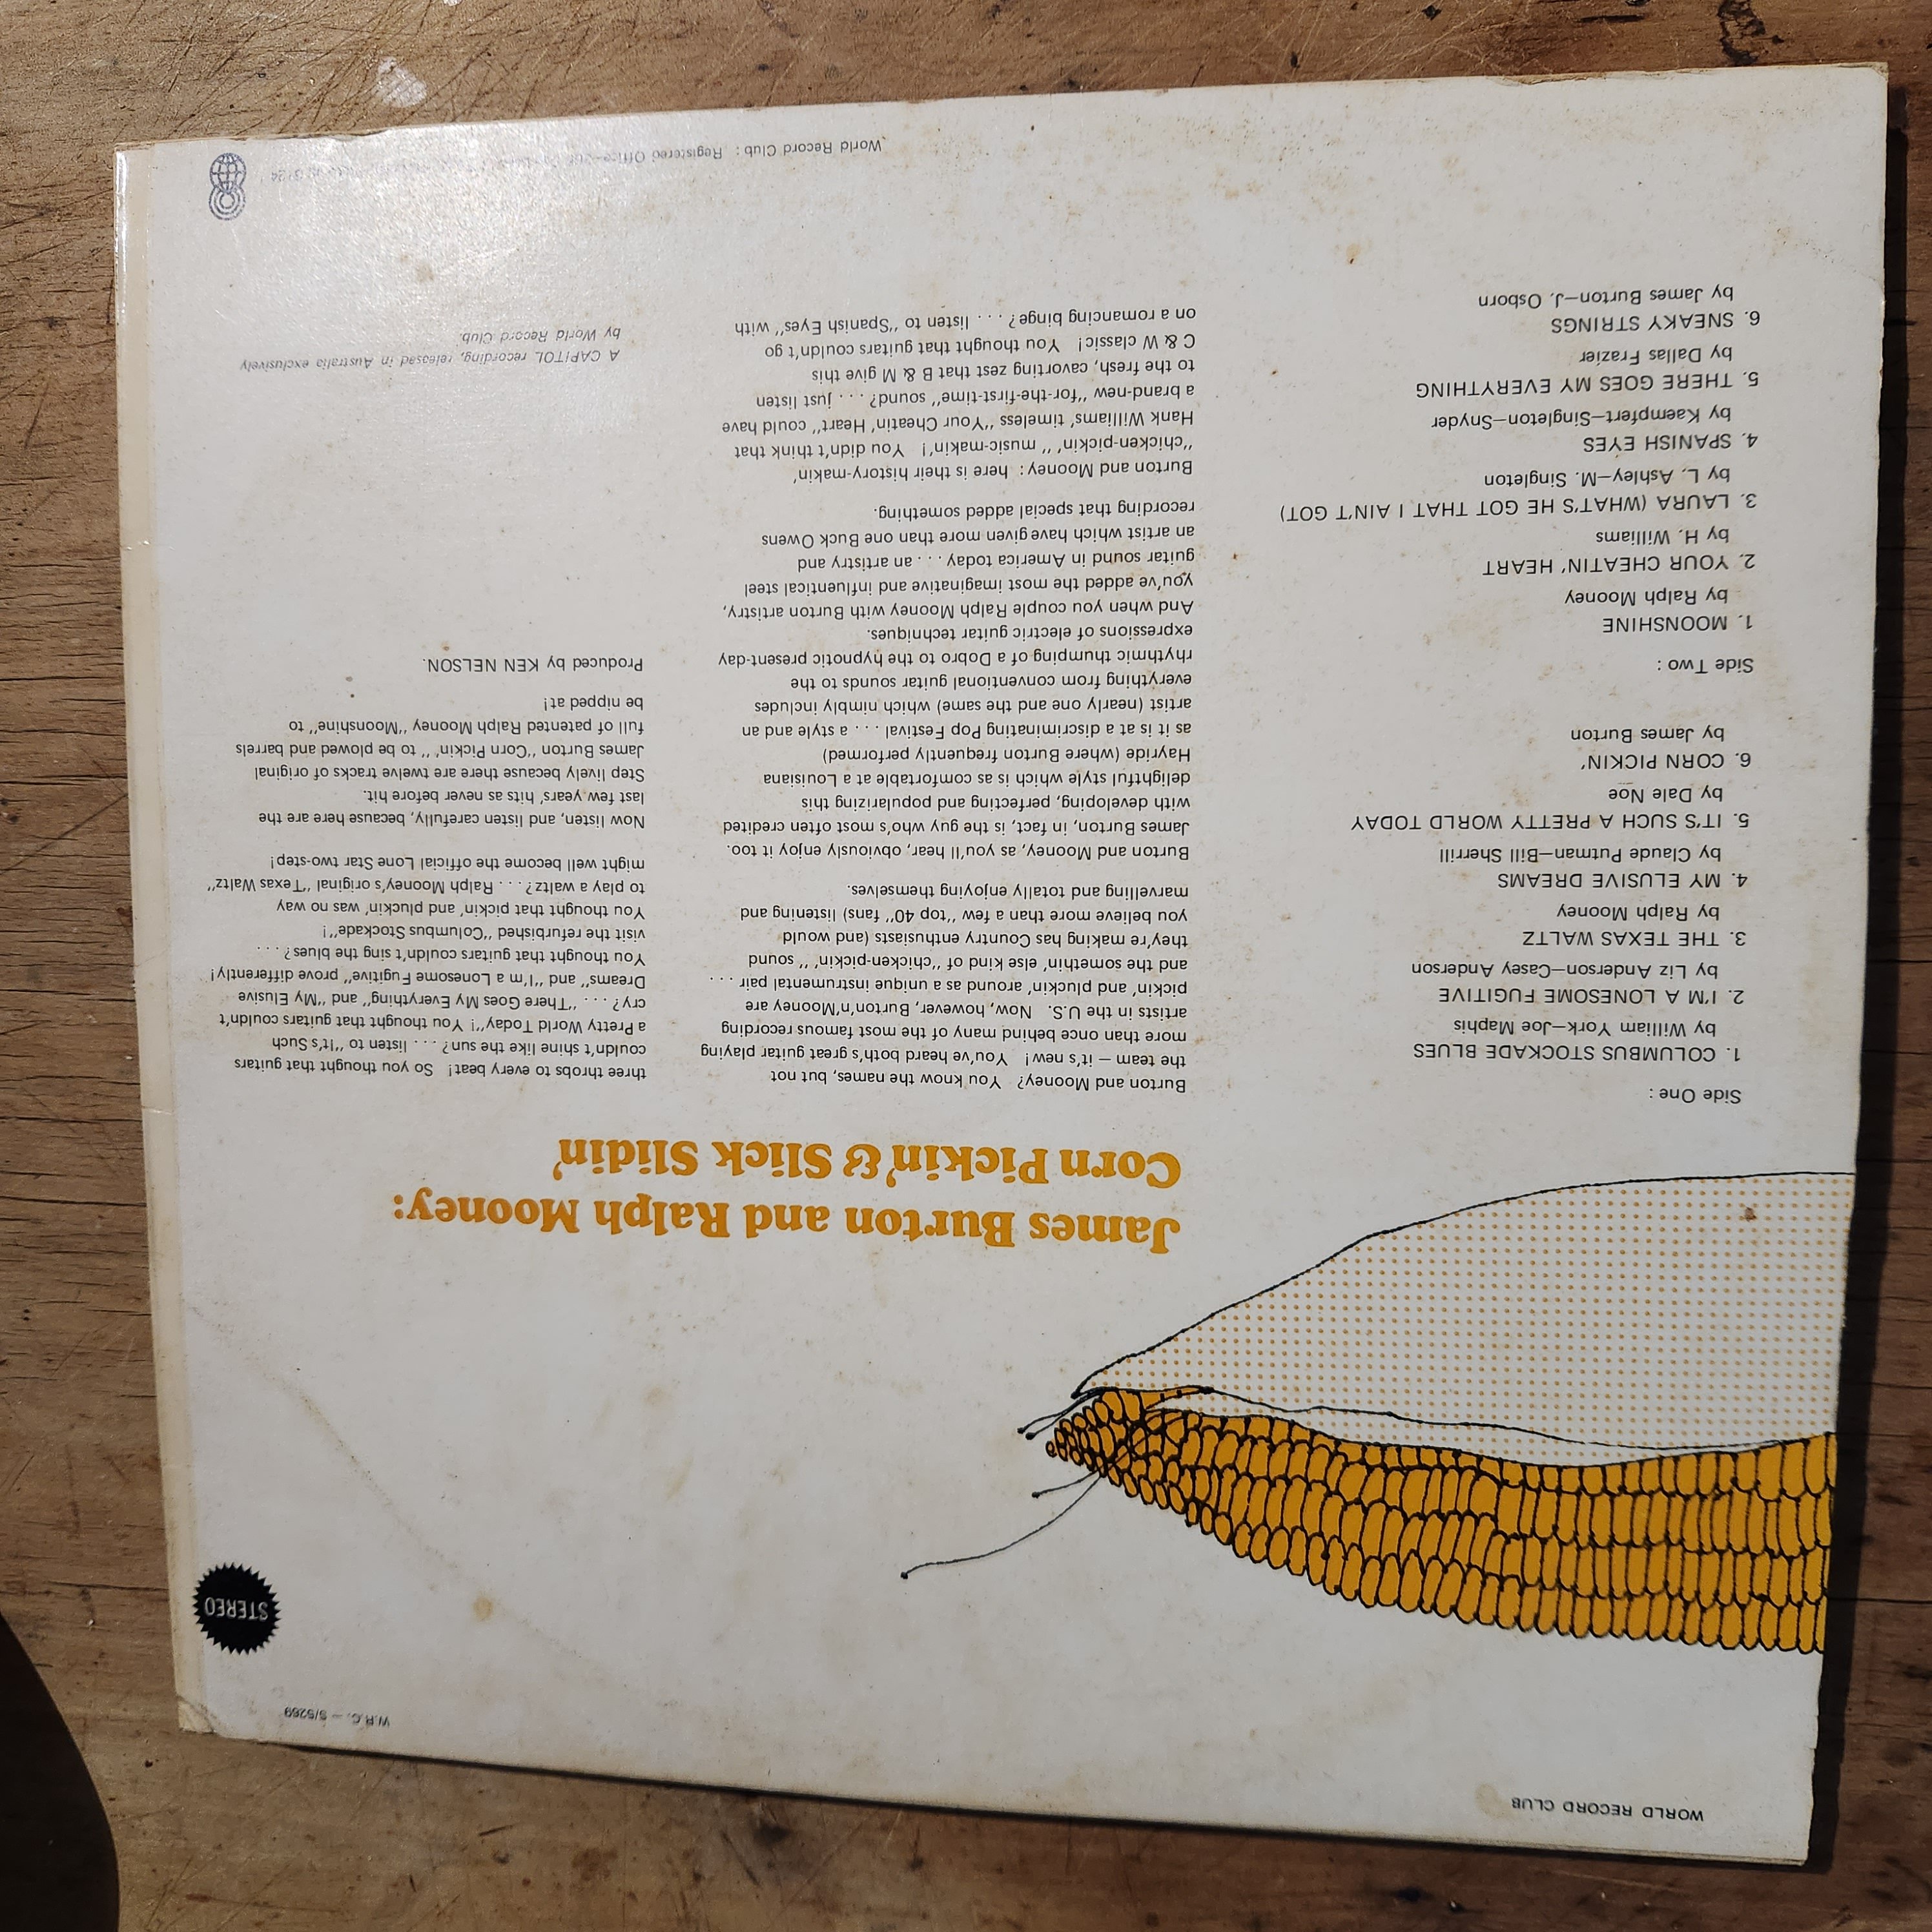 WORLD RECORD CLUB
W.R.C. — S/5269
STEREO
James Burton and Ralph Mooney:
Corn Pickin' & Slick Slidin'
Side One :
1. COLUMBUS STOCKADE BLUES
by William York—Joe Maphis
2. I'M A LONESOME FUGITIVE
by Liz Anderson—Casey Anderson
3. THE TEXAS WALTZ
by Ralph Mooney
4. MY ELUSIVE DREAMS
by Claude Putman—Bill Sherrill
5. IT'S SUCH A PRETTY WORLD TODAY
by Dale Noe
6. CORN PICKIN'
by James Burton
Side Two :
1. MOONSHINE
by Ralph Mooney
2. YOUR CHEATIN' HEART
by H. Williams
3. LAURA (WHAT'S HE GOT THAT I AIN'T GOT)
by L. Ashley—M. Singleton
4. SPANISH EYES
by Kaempfert—Singleton—Snyder
5. THERE GOES MY EVERYTHING
by Dallas Frazier
6. SNEAKY STRINGS
by James Burton—J. Osborn
Burton and Mooney? You know the names, but not
the team — it's new! You've heard both's great guitar playing
more than once behind many of the most famous recording
artists in the U.S. Now, however, Burton'n'Mooney are
pickin' and pluckin' around as a unique instrumental pair . . .
and the somethin' else kind of "chicken-pickin' " sound
they're making has Country enthusiasts (and would
you believe more than a few "top 40" fans) listening and
marvelling and totally enjoying themselves.
Burton and Mooney, as you'll hear, obviously enjoy it too.
James Burton, in fact, is the guy who's most often credited
with developing, perfecting and popularizing this
delightful style which is as comfortable at a Louisiana
Hayride (where Burton frequently performed)
as it is at a discriminating Pop Festival . . . a style and an
artist (nearly one and the same) which nimbly includes
everything from conventional guitar sounds to the
rhythmic thumping of a Dobro to the hypnotic present-day
expressions of electric guitar techniques.
And when you couple Ralph Mooney with Burton artistry,
you've added the most imaginative and influentical steel
guitar sound in America today . . . an artistry and
an artist which have given more than one Buck Owens
recording that special added something.
Burton and Mooney : here is their history-makin'
"chicken-pickin' " music-makin'! You didn't think that
Hank Williams' timeless "Your Cheatin' Heart" could have
a brand-new "for-the-first-time" sound? . . . just listen
to the fresh, cavorting zest that B & M give this
C & W classic! You thought that guitars couldn't go
on a romancing binge? . . . listen to "Spanish Eyes" with
three throbs to every beat! So you thought that guitars
couldn't shine like the sun? . . . listen to "It's Such
a Pretty World Today"! You thought that guitars couldn't
cry? . . . "There Goes My Everything" and "My Elusive
Dreams" and "I'm a Lonesome Fugitive" prove differently!
You thought that guitars couldn't sing the blues? . . .
visit the refurbished "Columbus Stockade"!
You thought that pickin' and pluckin' was no way
to play a waltz? . . . Ralph Mooney's original "Texas Waltz"
might well become the official Lone Star two-step!
Now listen, and listen carefully, because here are the
last few years' hits as never before hit.
Step lively because there are twelve tracks of original
James Burton "Corn Pickin' " to be plowed and barrels
full of patented Ralph Mooney "Moonshine" to
be nipped at!
Produced by KEN NELSON.
A CAPITOL recording, released in Australia exclusively
by World Record Club.
World Record Club : Registered Office